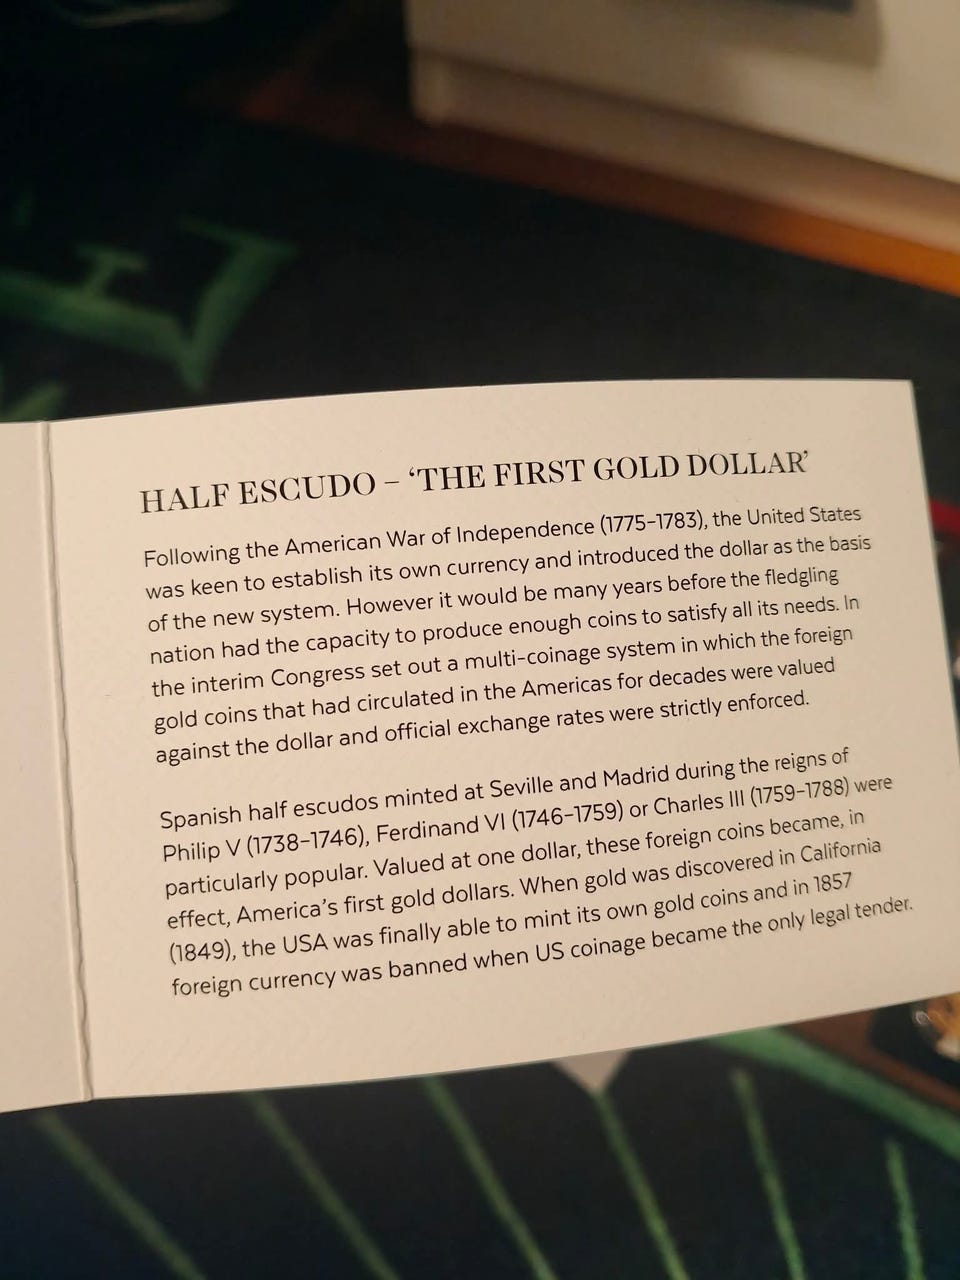 HALF ESCUDO – ‘THE FIRST GOLD DOLLAR’
Following the American War of Independence (1775–1783), the United States
was keen to establish its own currency and introduced the dollar as the basis
of the new system. However it would be many years before the fledgling
nation had the capacity to produce enough coins to satisfy all its needs. In
the interim Congress set out a multi-coinage system in which the foreign
gold coins that had circulated in the Americas for decades were valued
against the dollar and official exchange rates were strictly enforced.
Spanish half escudos minted at Seville and Madrid during the reigns of
Philip V (1738–1746), Ferdinand VI (1746–1759) or Charles III (1759–1788) were
particularly popular. Valued at one dollar, these foreign coins became, in
effect, America’s first gold dollars. When gold was discovered in California
(1849), the USA was finally able to mint its own gold coins and in 1857
foreign currency was banned when US coinage became the only legal tender.